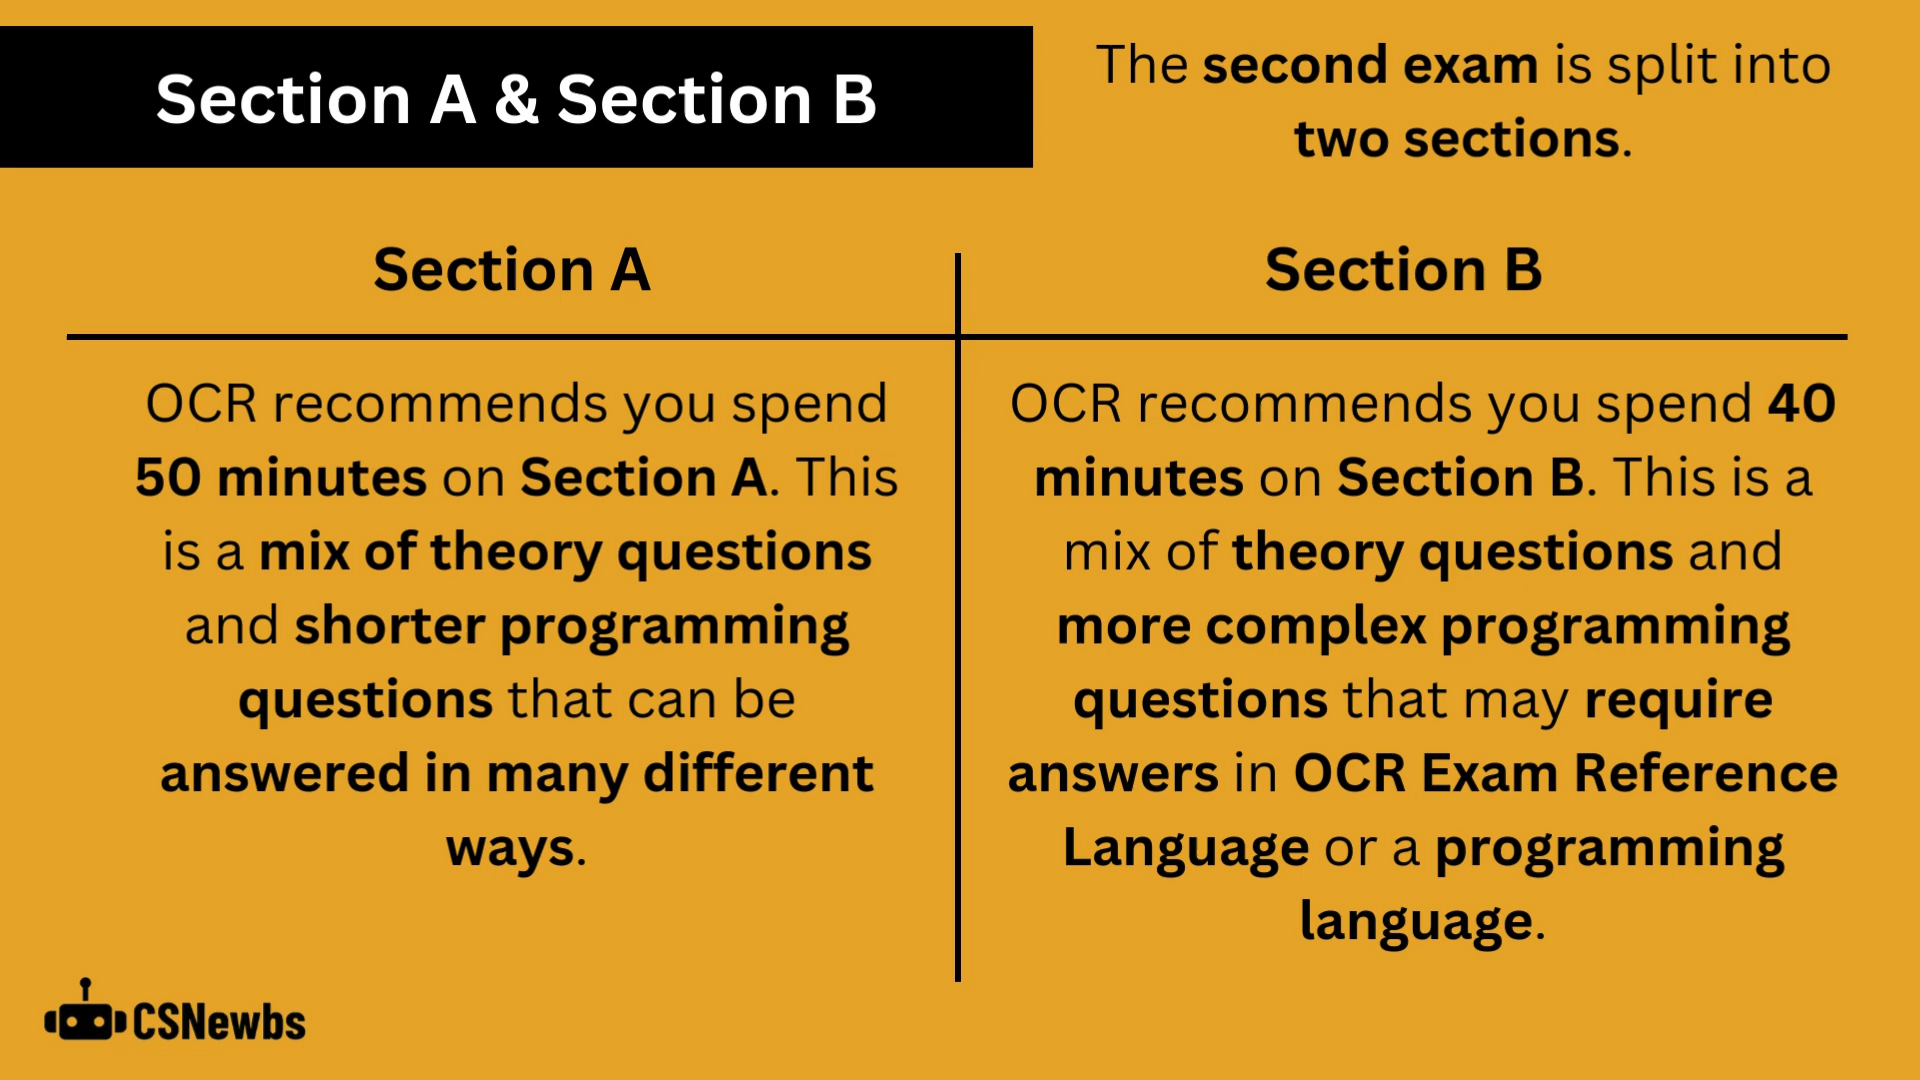 Section A & Section B
The second exam is split into
two sections.
Section A
OCR recommends you spend
50 minutes on Section A. This
is a mix of theory questions
and shorter programming
questions that can be
answered in many different
ways.
Section B
OCR recommends you spend 40
minutes on Section B. This is a
mix of theory questions and
more complex programming
questions that may require
answers in OCR Exam Reference
Language or a programming
language.
CSNewbs